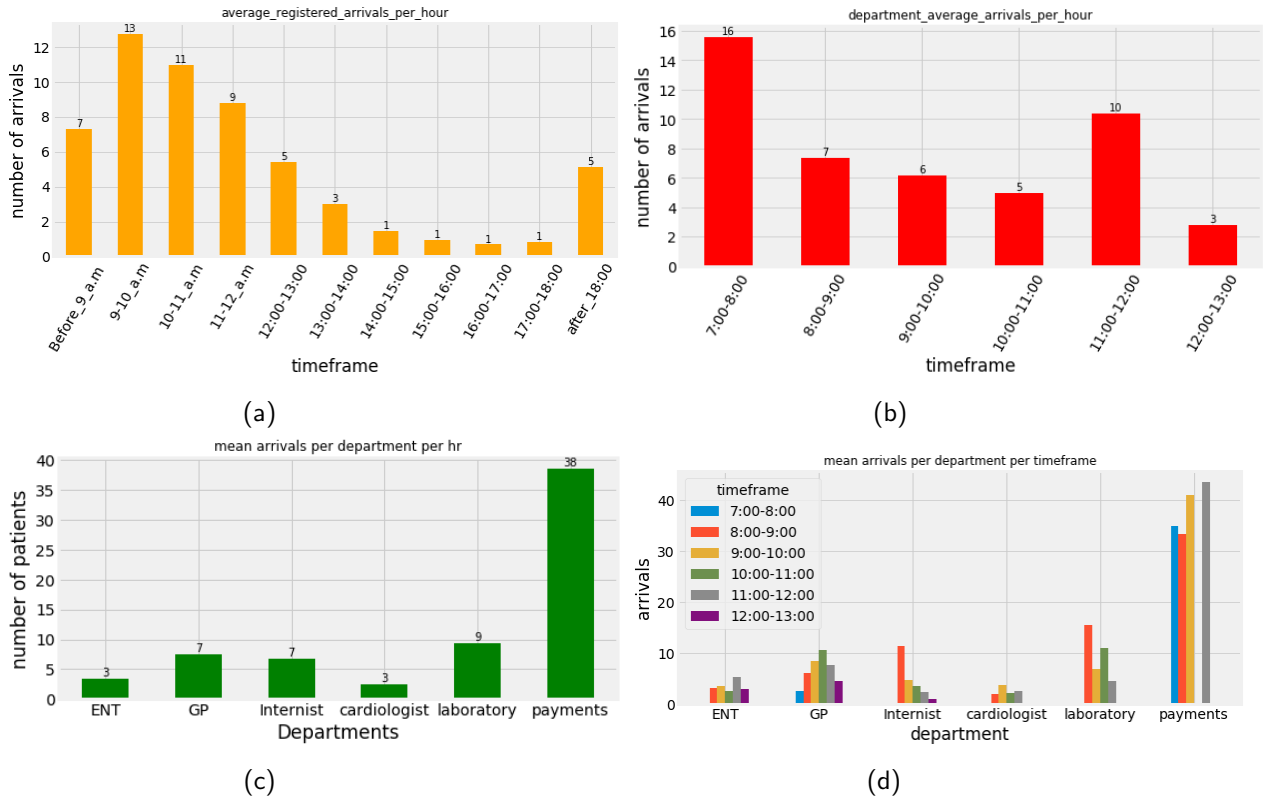 average_registered_arrivals_per_hour
number of arrivals
12
10
8
6
4
2
0
7
13
11
9
5
3
1
1
1
1
5
Before_9_a.m
9-10_a.m
10-11_a.m
11-12_a.m
12:00-13:00
13:00-14:00
14:00-15:00
15:00-16:00
16:00-17:00
17:00-18:00
after_18:00
timeframe
(a)
department_average_arrivals_per_hour
number of arrivals
16
14
12
10
8
6
4
2
0
16
7
6
5
10
3
7:00-8:00
8:00-9:00
9:00-10:00
10:00-11:00
11:00-12:00
12:00-13:00
timeframe
(b)
mean arrivals per department per hr
number of patients
40
35
30
25
20
15
10
5
0
3
7
7
3
9
38
ENT
GP
Internist
cardiologist
laboratory
payments
Departments
(c)
mean arrivals per department per timeframe
arrivals
40
30
20
10
0
timeframe
7:00-8:00
8:00-9:00
9:00-10:00
10:00-11:00
11:00-12:00
12:00-13:00
ENT
GP
Internist
cardiologist
laboratory
payments
department
(d)